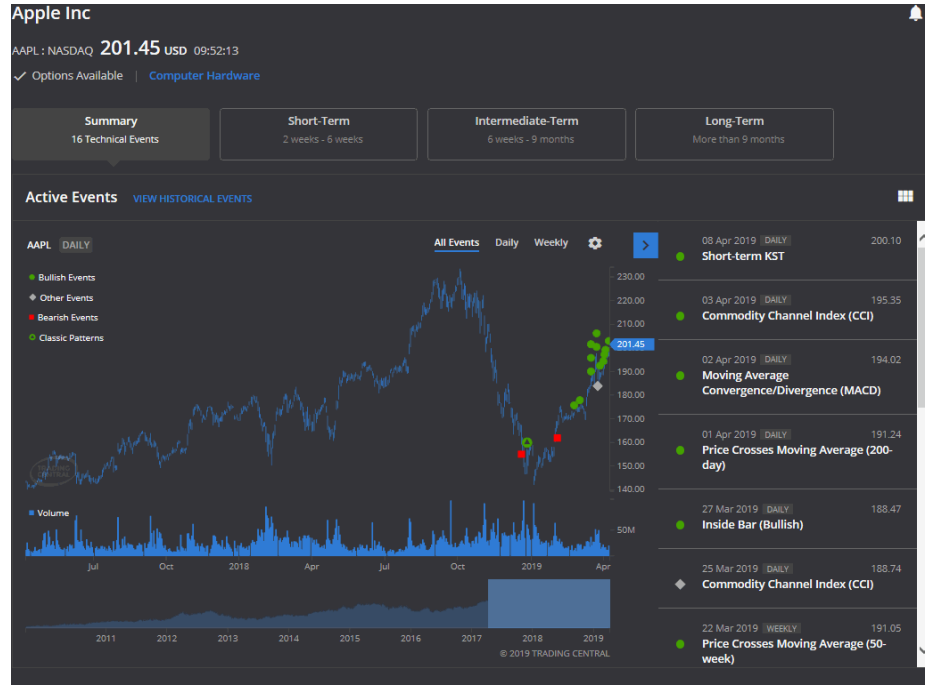 Apple Inc
AAPL : NASDAQ 201.45 USD 09:52:13
Options Available | Computer Hardware
Summary
16 Technical Events
Short-Term
2 weeks - 6 weeks
Intermediate-Term
6 weeks - 9 months
Long-Term
More than 9 months
Active Events VIEW HISTORICAL EVENTS
AAPL DAILY
All Events Daily Weekly
Bullish Events
Other Events
Bearish Events
Classic Patterns
230.00
220.00
210.00
201.45
190.00
180.00
170.00
160.00
150.00
140.00
TRADING
CENTRAL
Volume
50M
Jul Oct 2018 Apr Jul Oct 2019 Apr
2011 2012 2013 2014 2015 2016 2017 2018 2019
© 2019 TRADING CENTRAL
08 Apr 2019 DAILY 200.10
Short-term KST
03 Apr 2019 DAILY 195.35
Commodity Channel Index (CCI)
02 Apr 2019 DAILY 194.02
Moving Average
Convergence/Divergence (MACD)
01 Apr 2019 DAILY 191.24
Price Crosses Moving Average (200-
day)
27 Mar 2019 DAILY 188.47
Inside Bar (Bullish)
25 Mar 2019 DAILY 188.74
Commodity Channel Index (CCI)
22 Mar 2019 WEEKLY 191.05
Price Crosses Moving Average (50-
week)